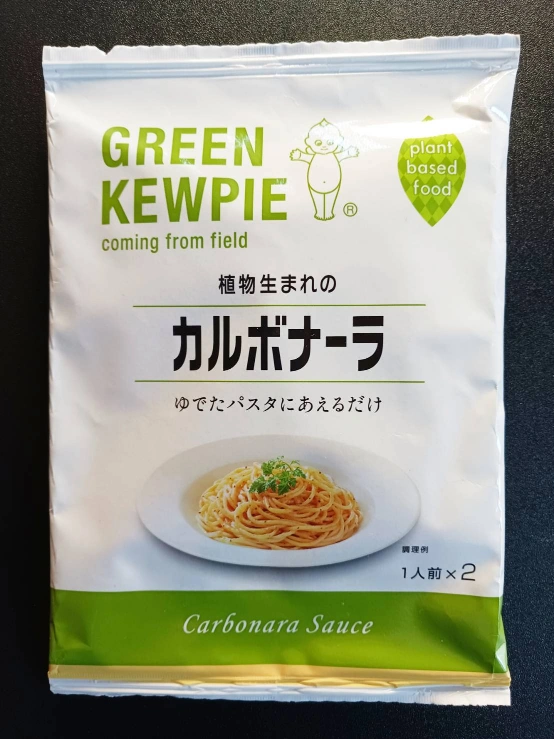 GREEN
KEWPIE
®
coming from field
plant
based
food
植物生まれの
カルボナーラ
ゆでたパスタにあえるだけ
調理例
1人前×2
Carbonara Sauce